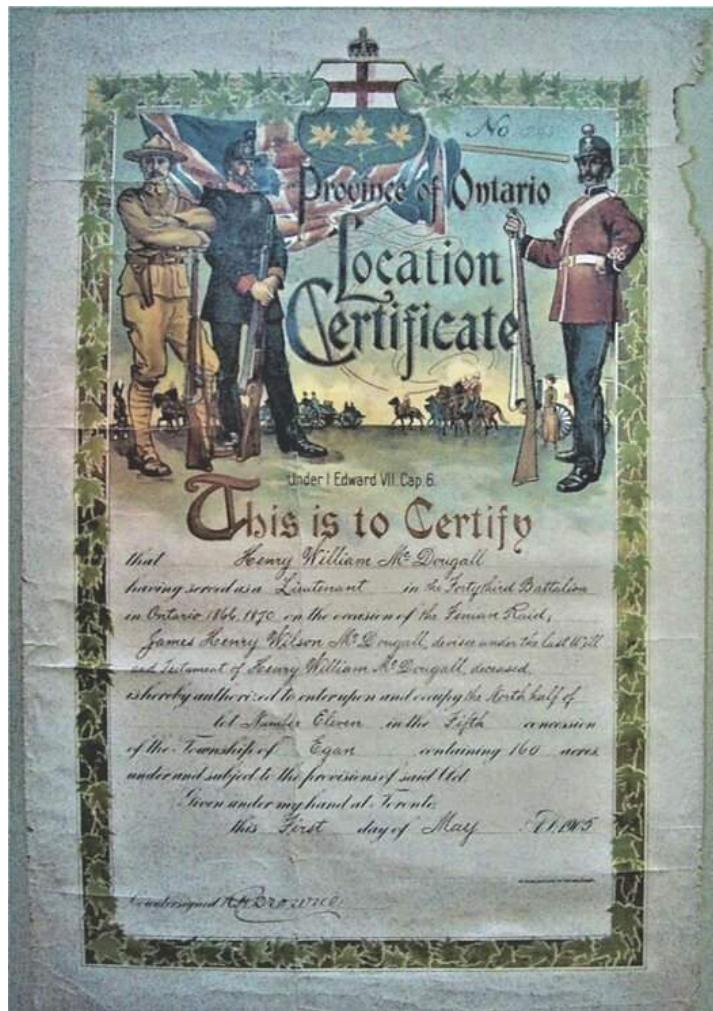 No
Province of Ontario
Location
Certificate
Under 1 Edward VII. Cap. 6.
This is to Certify
that Henry William McDougall
having served as a Lieutenant in the Fortythird Battalion
in Ontario 1866, 1870 on the occasion of the Fenian Raid,
James Henry Wilson McDougall, devisee under the last Will
and Testament of Henry William McDougall, deceased
is hereby authorized to enter upon and occupy the North half of
lot Number Eleven in the Fifth concession
of the Township of Egan containing 160 acres
under and subject to the provisions of said Act
Given under my hand at Toronto
this First day of May 1905
Countersigned